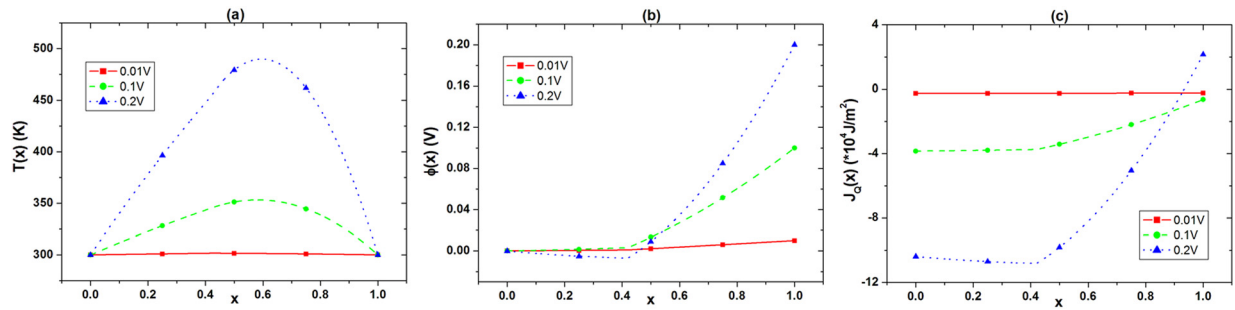 (a)
T(x) (K)
500
450
400
350
300
0.01V
0.1V
0.2V
0.0 0.2 0.4 0.6 0.8 1.0
x
(b)
ϕ(x) (V)
0.20
0.16
0.12
0.08
0.04
0.00
0.01V
0.1V
0.2V
0.0 0.2 0.4 0.6 0.8 1.0
x
(c)
J_Q(x) (*10^4J/m^2)
4
0
-4
-8
-12
0.01V
0.1V
0.2V
0.0 0.2 0.4 0.6 0.8 1.0
x